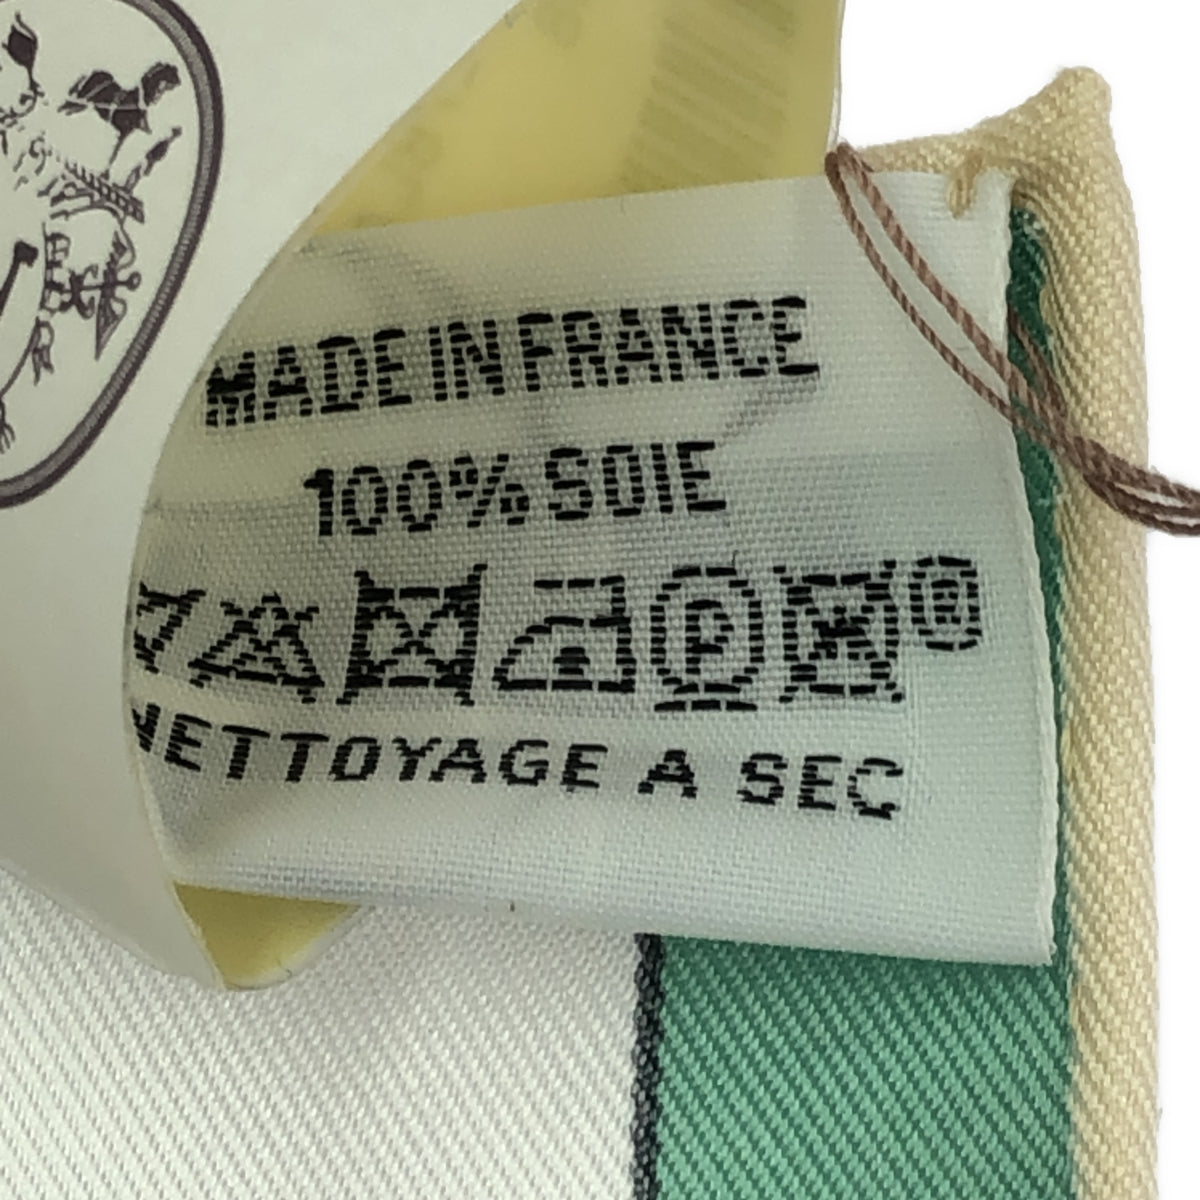 MADE IN FRANCE
100% SOIE
P ®
NETTOYAGE A SEC